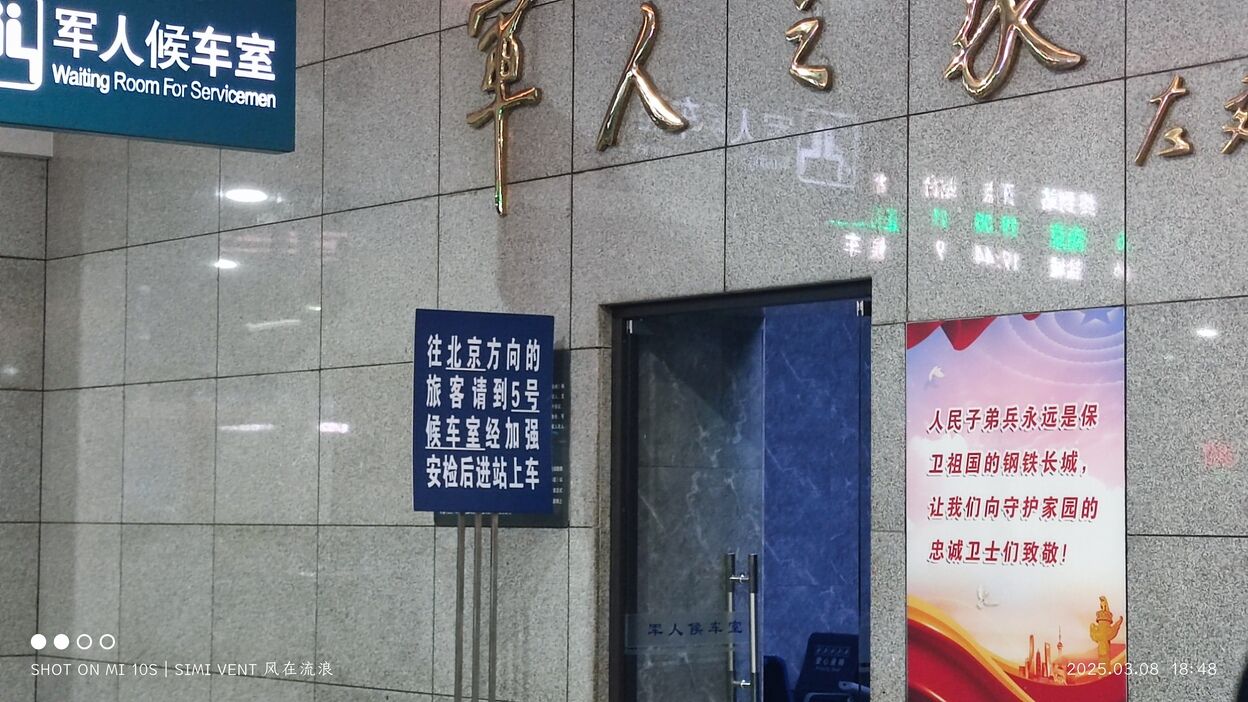 军人候车室
Waiting Room For Servicemen
军人之家
往北京方向的
旅客请到5号
候车室经加强
安检后进站上车
人民子弟兵永远是保
卫祖国的钢铁长城，
让我们向守护家园的
忠诚卫士们致敬！
军人候车室
SHOT ON MI 10S | SIMI VENT 风在流浪
2025.03.08 18:48